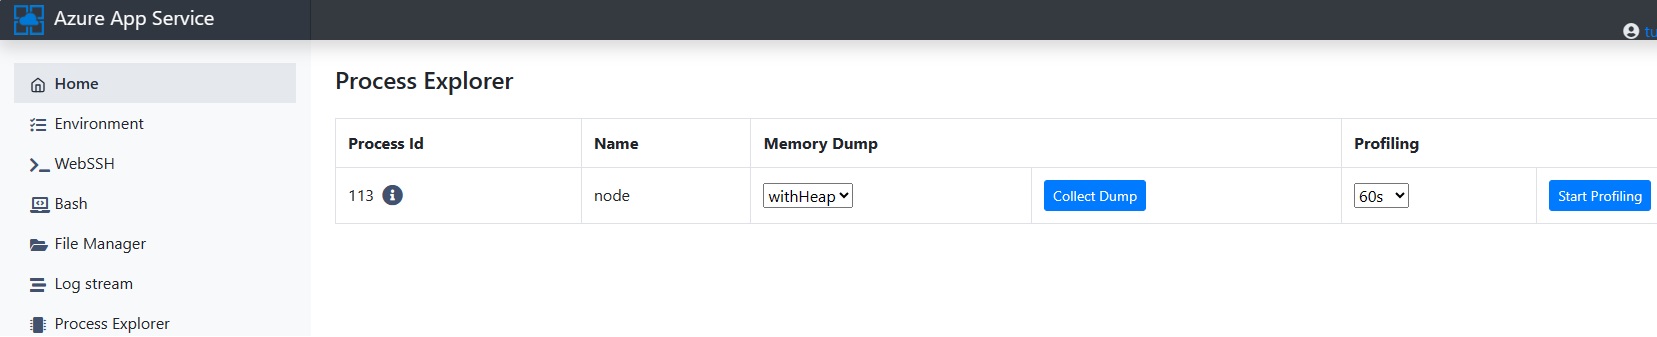 Azure App Service
tu
Home
Environment
WebSSH
Bash
File Manager
Log stream
Process Explorer
Process Explorer
Process Id Name Memory Dump Profiling
113 node withHeap Collect Dump 60s Start Profiling